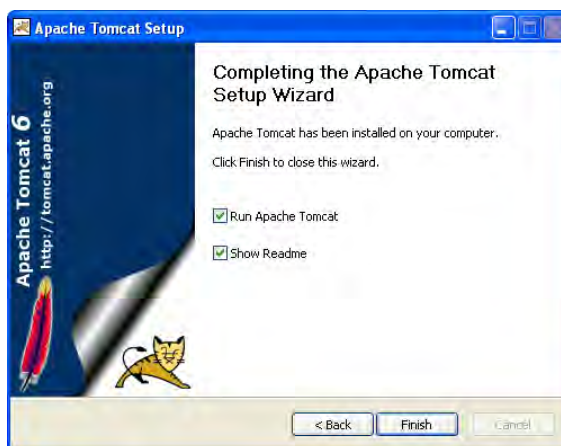 Apache Tomcat Setup
Apache Tomcat 6
http://tomcat.apache.org
Completing the Apache Tomcat
Setup Wizard
Apache Tomcat has been installed on your computer.
Click Finish to close this wizard.
Run Apache Tomcat
Show Readme
< Back
Finish
Cancel